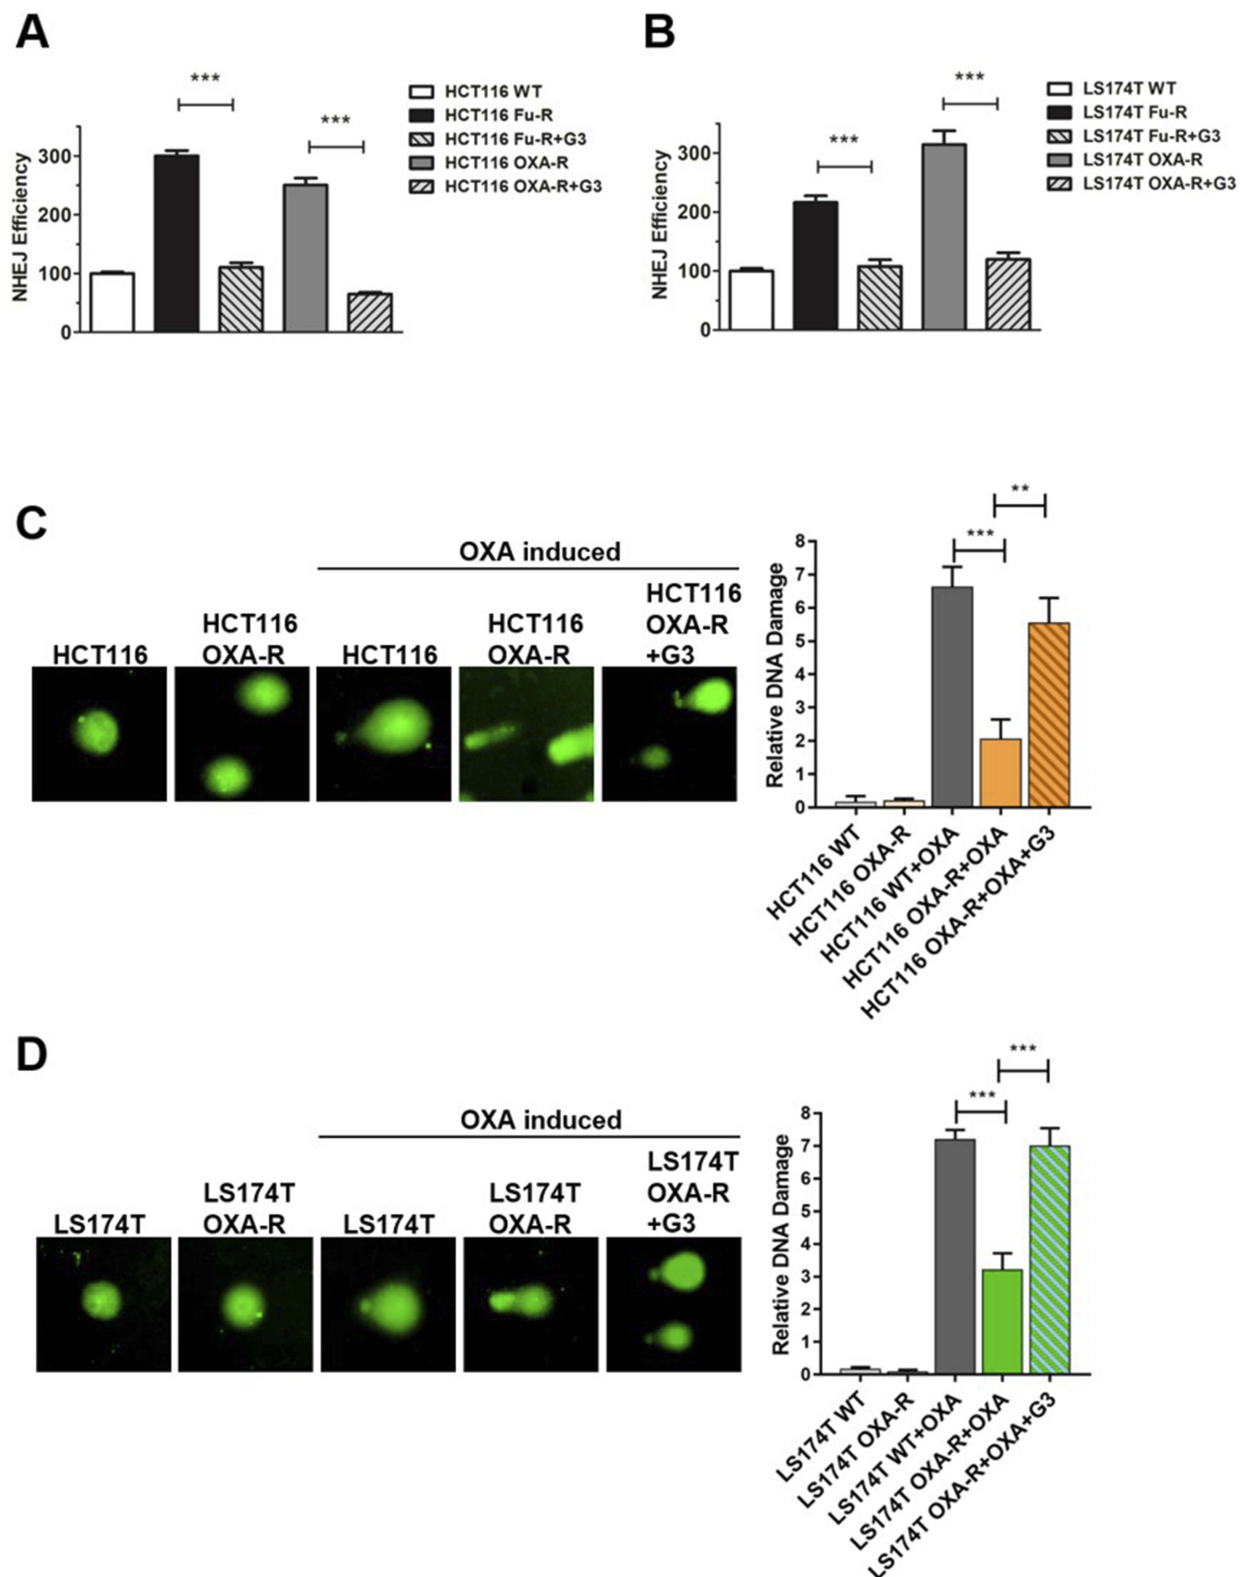 A
***
***
NHEJ Efficiency
300
200
100
0
HCT116 WT
HCT116 Fu-R
HCT116 Fu-R+G3
HCT116 OXA-R
HCT116 OXA-R+G3
B
***
***
NHEJ Efficiency
300
200
100
0
LS174T WT
LS174T Fu-R
LS174T Fu-R+G3
LS174T OXA-R
LS174T OXA-R+G3
C
OXA induced
HCT116
HCT116
OXA-R
HCT116
HCT116
OXA-R
HCT116
OXA-R
+G3
**
***
Relative DNA Damage
8
7
6
5
4
3
2
1
0
HCT116 WT
HCT116 OXA-R
HCT116 WT+OXA
HCT116 OXA-R+OXA
HCT116 OXA-R+OXA+G3
D
OXA induced
LS174T
LS174T
OXA-R
LS174T
LS174T
OXA-R
LS174T
OXA-R
+G3
***
***
Relative DNA Damage
8
7
6
5
4
3
2
1
0
LS174T WT
LS174T OXA-R
LS174T WT+OXA
LS174T OXA-R+OXA
LS174T OXA-R+OXA+G3